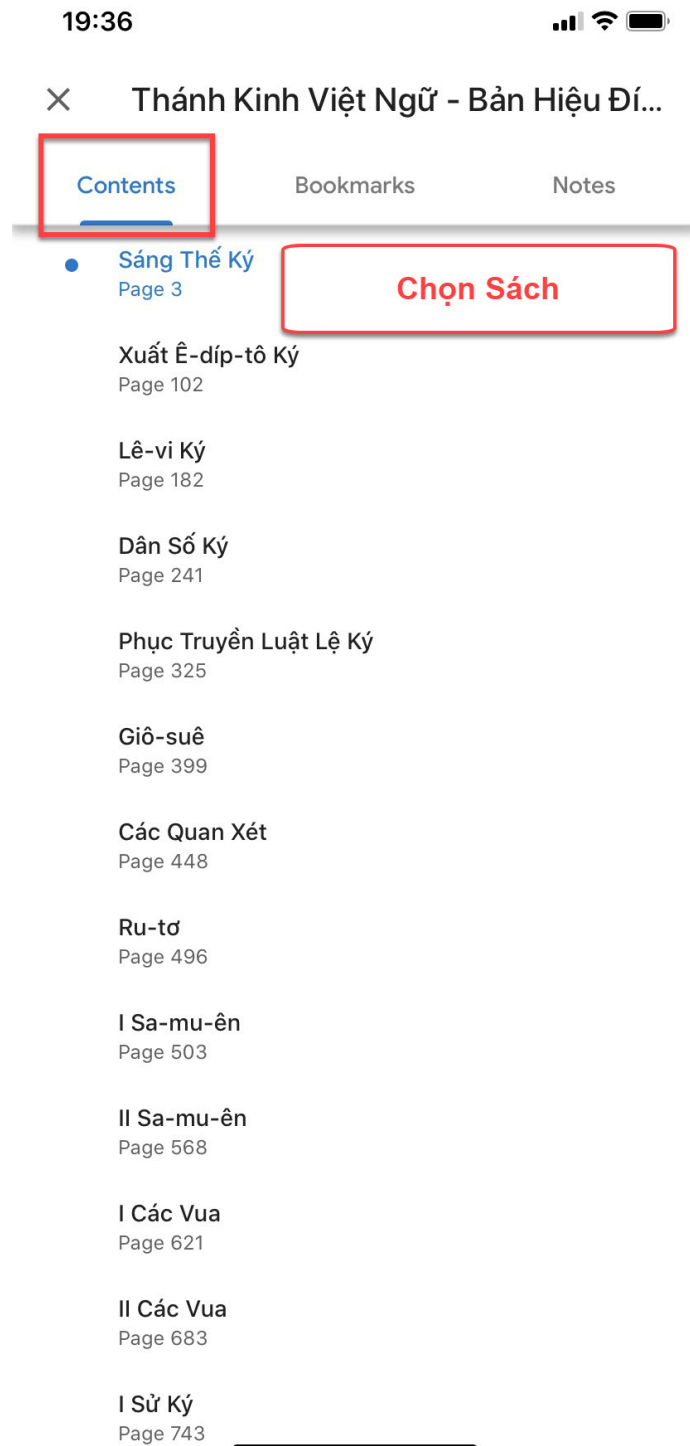 19:36
Thánh Kinh Việt Ngữ - Bản Hiệu Đí...
Contents Bookmarks Notes
Sáng Thế Ký
Page 3
Chọn Sách
Xuất Ê-díp-tô Ký
Page 102
Lê-vi Ký
Page 182
Dân Số Ký
Page 241
Phục Truyền Luật Lệ Ký
Page 325
Giô-suê
Page 399
Các Quan Xét
Page 448
Ru-tơ
Page 496
I Sa-mu-ên
Page 503
II Sa-mu-ên
Page 568
I Các Vua
Page 621
II Các Vua
Page 683
I Sử Ký
Page 743